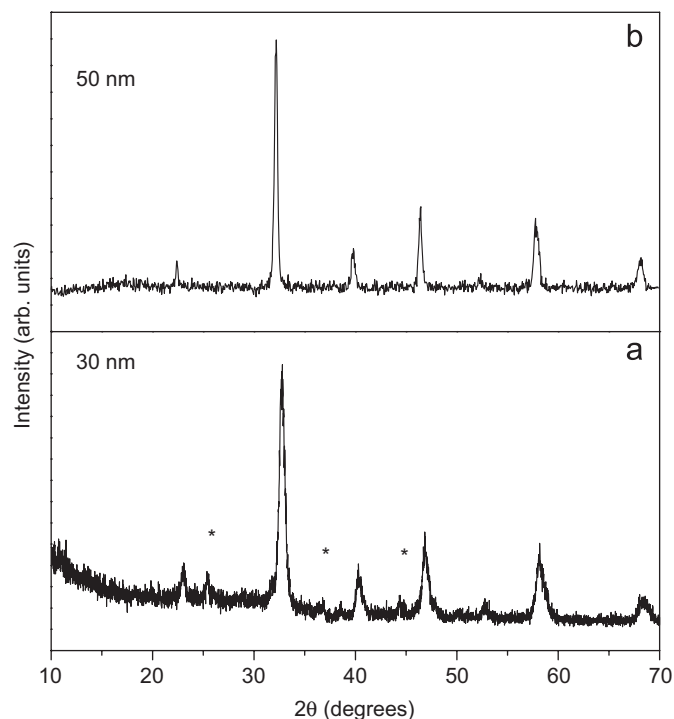 b
50 nm
a
30 nm
*
* *
Intensity (arb. units)
10 20 30 40 50 60 70
2θ (degrees)